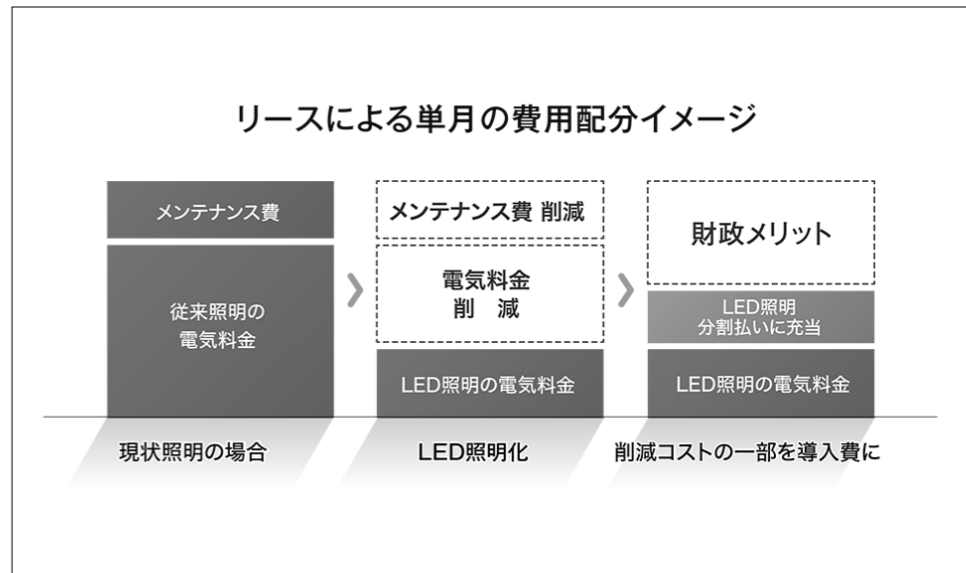 リースによる単月の費用配分イメージ
メンテナンス費
従来照明の
電気料金
現状照明の場合
メンテナンス費 削減
電気料金
削　減
LED照明の電気料金
LED照明化
財政メリット
LED照明
分割払いに充当
LED照明の電気料金
削減コストの一部を導入費に